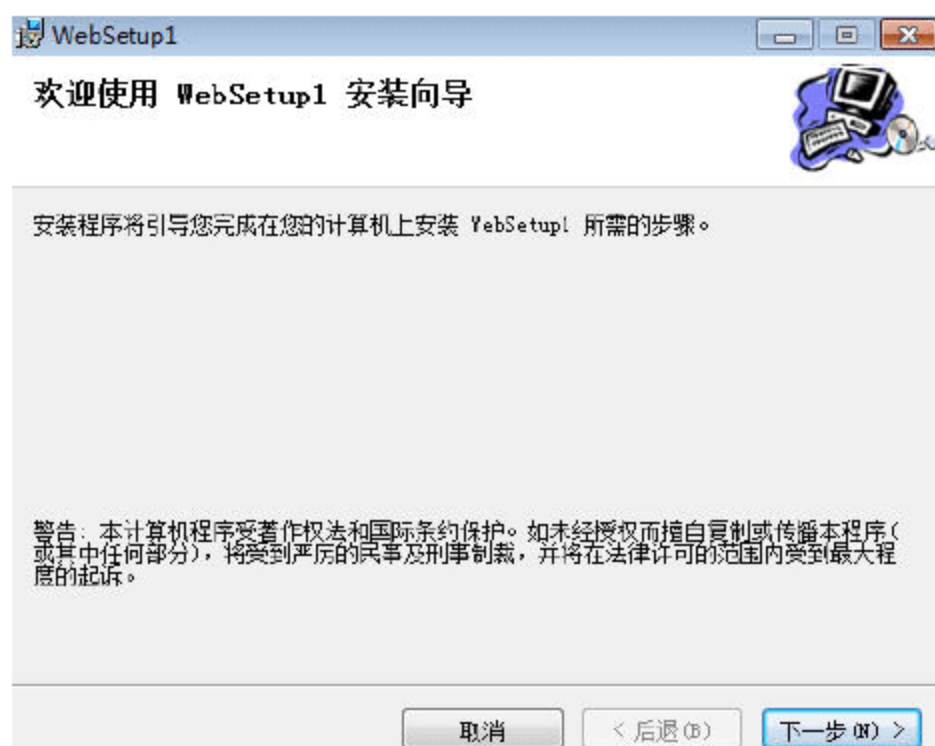 WebSetup1
欢迎使用 WebSetup1 安装向导
安装程序将引导您完成在您的计算机上安装 WebSetup1 所需的步骤。
警告: 本计算机程序受著作权法和国际条约保护。如未经授权而擅自复制或传播本程序(
或其中任何部分)，将受到严厉的民事及刑事制裁，并将在法律许可的范围内受到最大程
度的起诉。
取消
< 后退(B)
下一步(N) >